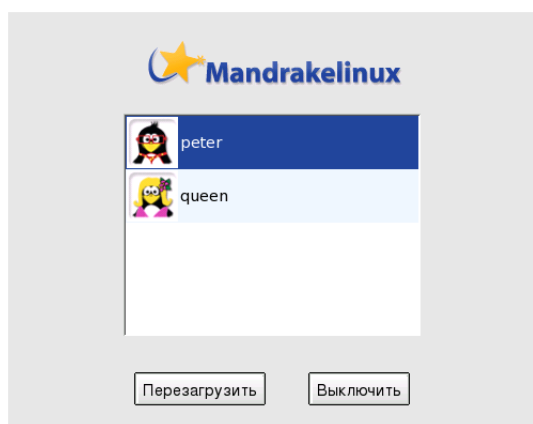 Mandrakelinux
peter
queen
Перезагрузить
Выключить